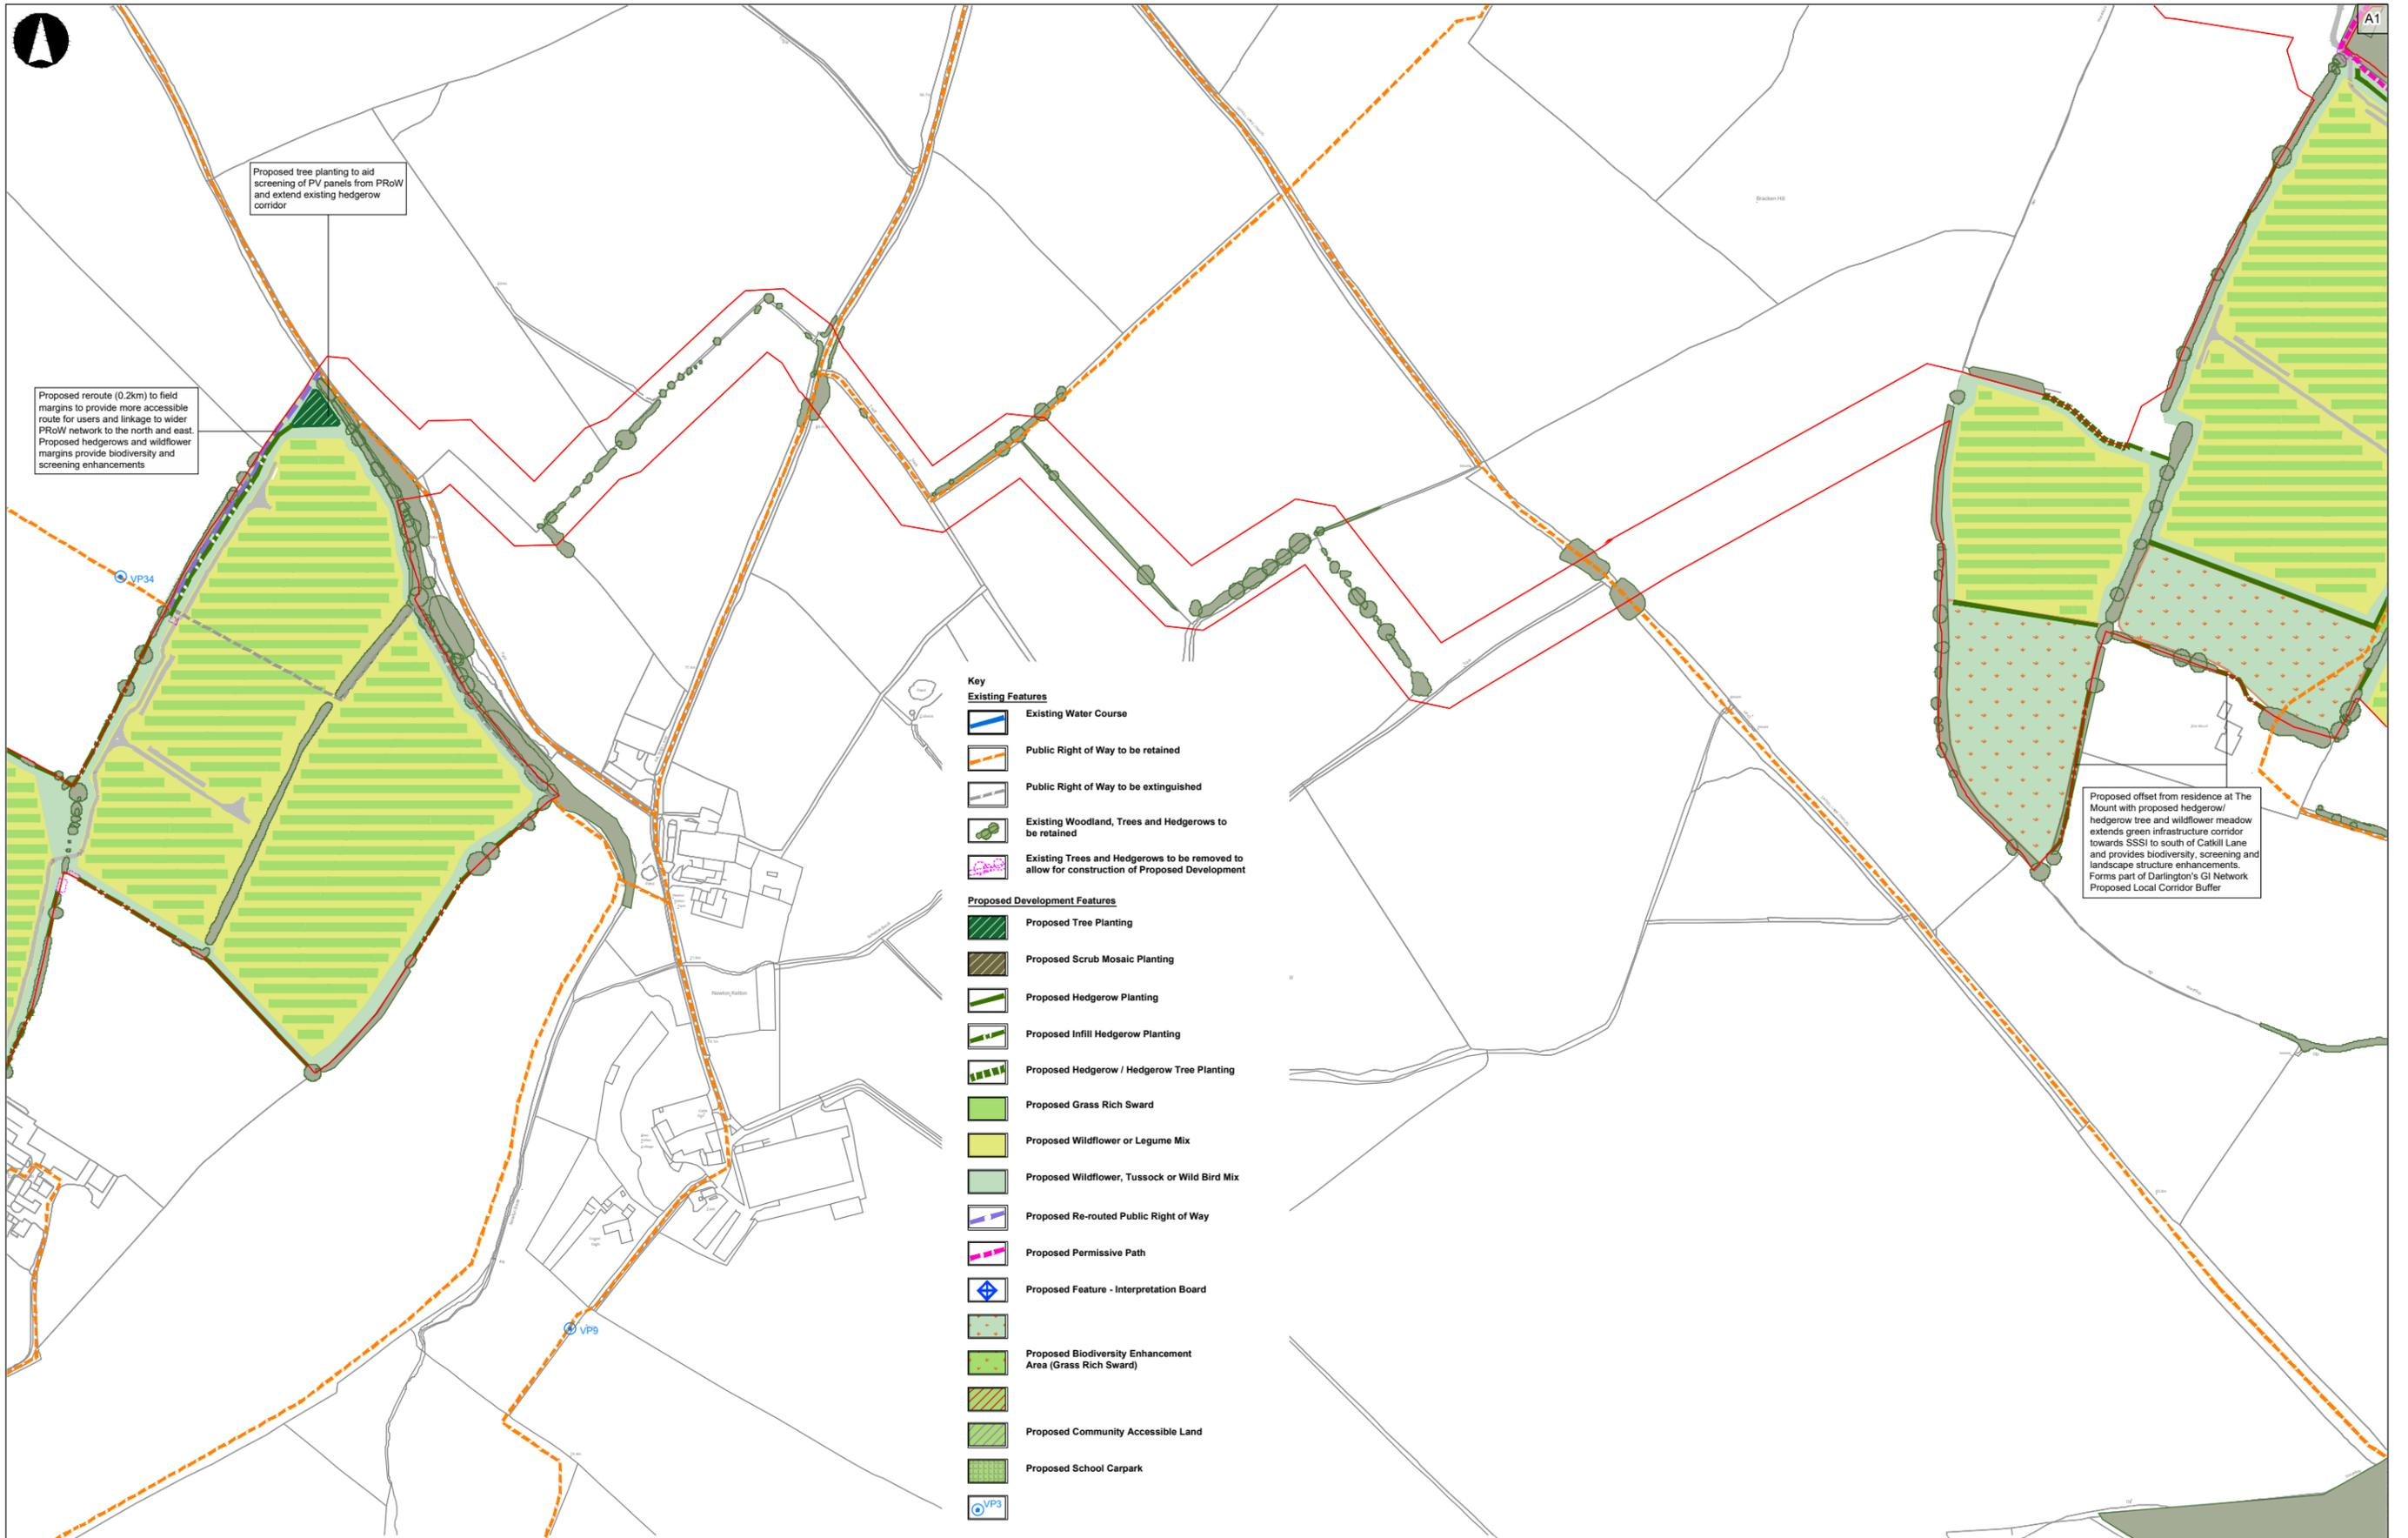 A1
Proposed tree planting to aid
screening of PV panels from PRoW
and extend existing hedgerow
corridor
Bracken Hill
Proposed reroute (0.2km) to field
margins to provide more accessible
route for users and linkage to wider
PRoW network to the north and east.
Proposed hedgerows and wildflower
margins provide biodiversity and
screening enhancements
VP34
Key
Existing Features
Existing Water Course
Public Right of Way to be retained
Public Right of Way to be extinguished
Existing Woodland, Trees and Hedgerows to
be retained
Existing Trees and Hedgerows to be removed to
allow for construction of Proposed Development
Proposed Development Features
Proposed Tree Planting
Proposed Scrub Mosaic Planting
Proposed Hedgerow Planting
Proposed Infill Hedgerow Planting
Proposed Hedgerow / Hedgerow Tree Planting
Proposed Grass Rich Sward
Proposed Wildflower or Legume Mix
Proposed Wildflower, Tussock or Wild Bird Mix
Proposed Re-routed Public Right of Way
Proposed Permissive Path
Proposed Feature - Interpretation Board
Proposed Biodiversity Enhancement
Area (Grass Rich Sward)
Proposed Community Accessible Land
Proposed School Carpark
VP3
Proposed offset from residence at The
Mount with proposed hedgerow/
hedgerow tree and wildflower meadow
extends green infrastructure corridor
towards SSSI to south of Catkill Lane
and provides biodiversity, screening and
landscape structure enhancements.
Forms part of Darlington's GI Network
Proposed Local Corridor Buffer
VP9